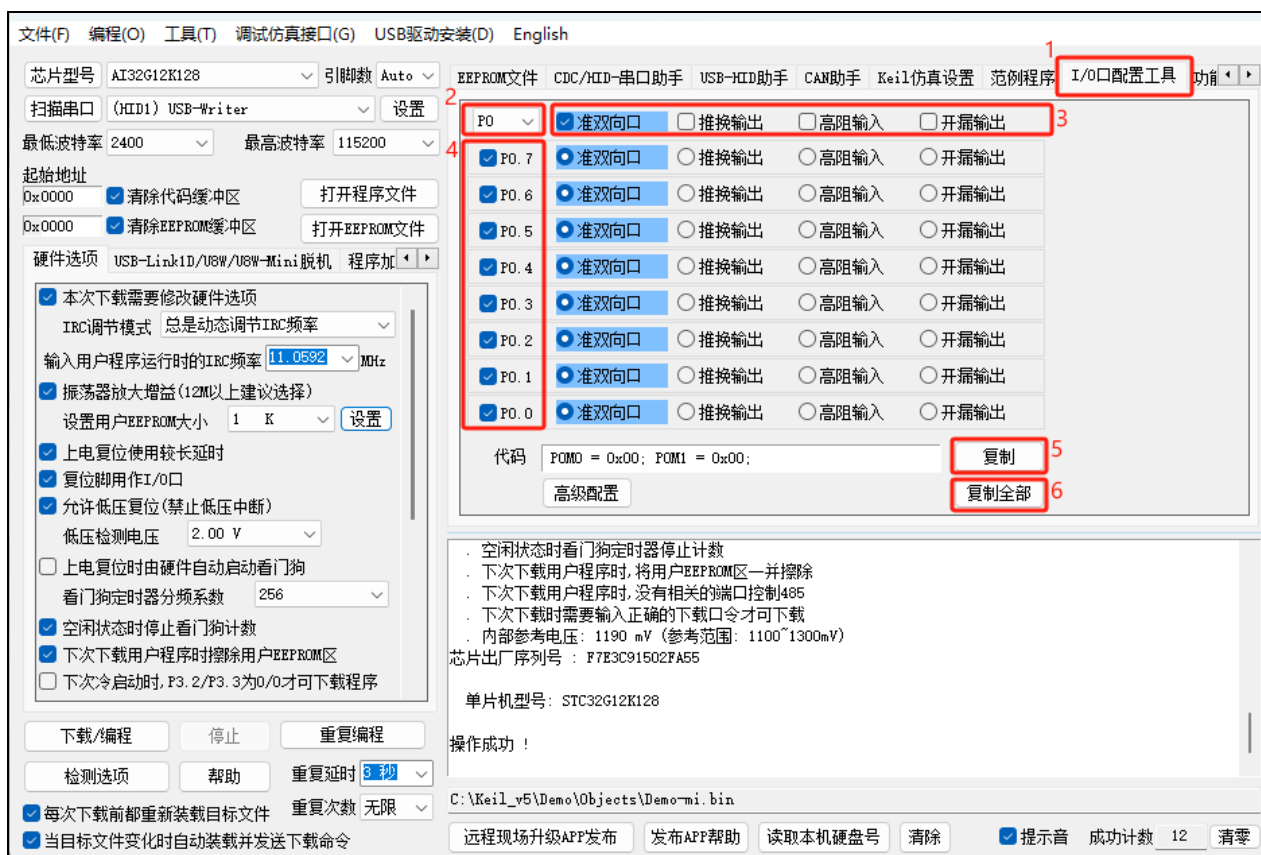 文件(F) 编程(O) 工具(T) 调试仿真接口(G) USB驱动安装(D) English
芯片型号 AI32G12K128 引脚数 Auto
扫描串口 (HID1) USB-Writer 设置
最低波特率 2400 最高波特率 115200
起始地址
0x0000 清除代码缓冲区 打开程序文件
0x0000 清除EEPROM缓冲区 打开EEPROM文件
硬件选项 USB-Link1D/U8W/U8W-Mini脱机 程序加
本次下载需要修改硬件选项
IRC调节模式 总是动态调节IRC频率
输入用户程序运行时的IRC频率 11.0592 MHz
振荡器放大增益(12M以上建议选择)
设置用户EEPROM大小 1 K 设置
上电复位使用较长延时
复位脚用作I/O口
允许低压复位(禁止低压中断)
低压检测电压 2.00 V
上电复位时由硬件自动启动看门狗
看门狗定时器分频系数 256
空闲状态时停止看门狗计数
下次下载用户程序时擦除用户EEPROM区
下次冷启动时,P3.2/P3.3为0/0才可下载程序
下载/编程 停止 重复编程
检测选项 帮助 重复延时 3 秒
每次下载前都重新装载目标文件 重复次数 无限
当目标文件变化时自动装载并发送下载命令
1
EEPROM文件 CDC/HID-串口助手 USB-HID助手 CAN助手 Keil仿真设置 范例程序 I/O口配置工具 功能
2
P0 准双向口 推挽输出 高阻输入 开漏输出 3
4
P0.7 准双向口 推挽输出 高阻输入 开漏输出
P0.6 准双向口 推挽输出 高阻输入 开漏输出
P0.5 准双向口 推挽输出 高阻输入 开漏输出
P0.4 准双向口 推挽输出 高阻输入 开漏输出
P0.3 准双向口 推挽输出 高阻输入 开漏输出
P0.2 准双向口 推挽输出 高阻输入 开漏输出
P0.1 准双向口 推挽输出 高阻输入 开漏输出
P0.0 准双向口 推挽输出 高阻输入 开漏输出
代码 P0M0 = 0x00; P0M1 = 0x00; 复制 5
高级配置 复制全部 6
. 空闲状态时看门狗定时器停止计数
. 下次下载用户程序时,将用户EEPROM区一并擦除
. 下次下载用户程序时,没有相关的端口控制485
. 下次下载时需要输入正确的下载口令才可下载
. 内部参考电压: 1190 mV (参考范围: 1100~1300mV)
芯片出厂序列号 : F7E3C91502FA55
单片机型号: STC32G12K128
操作成功 !
C:\Keil_v5\Demo\Objects\Demo-mi.bin
远程现场升级APP发布 发布APP帮助 读取本机硬盘号 清除 提示音 成功计数 12 清零